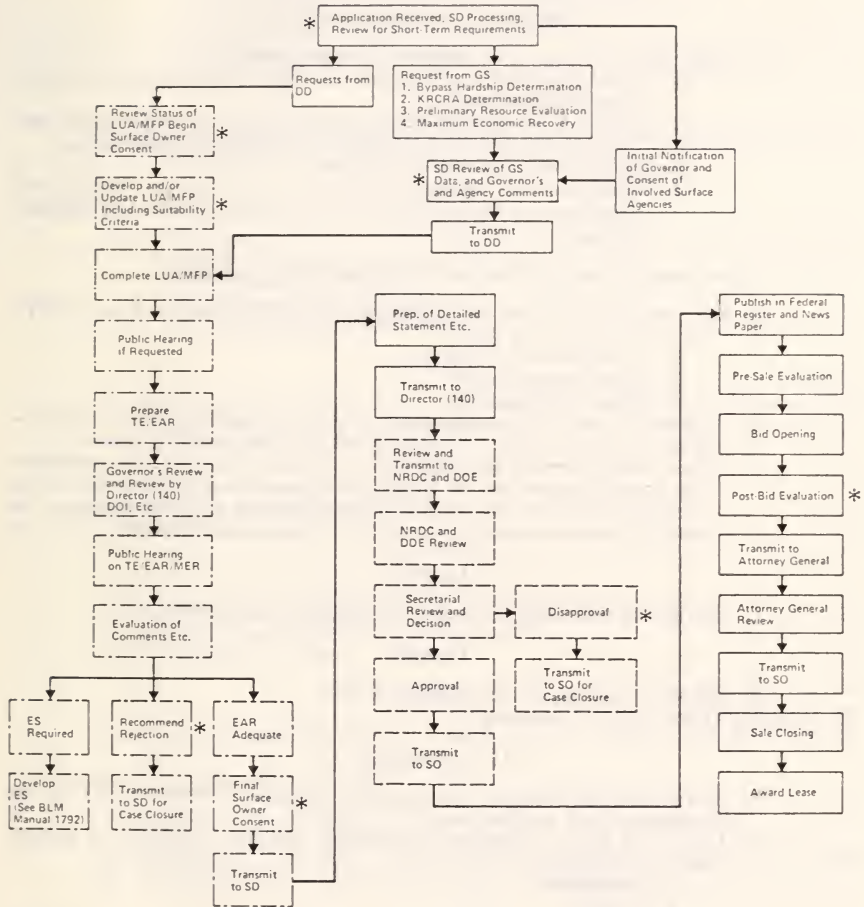 * Application Received, SD Processing,
Review for Short-Term Requirements
Requests from
DD
Request from GS
1. Bypass Hardship Determination
2. KRCRA Determination
3. Preliminary Resource Evaluation
4. Maximum Economic Recovery
Review Status of
LUA/MFP Begin
Surface Owner
Consent
*
* SD Review of GS
Data, and Governor's
and Agency Comments
Initial Notification
of Governor and
Consent of
Involved Surface
Agencies
Develop and/or
Update LUA/MFP
Including Suitability
Criteria
*
Transmit
to DD
Complete LUA/MFP
Public Hearing
if Requested
Prepare
TE/EAR
Governor's Review
and Review by
Director (140)
DOI, Etc
Public Hearing
on TE/EAR/MER
Evaluation of
Comments Etc.
ES
Required
Recommend
Rejection
*
EAR
Adequate
Develop
ES
(See BLM
Manual 1792)
Transmit
to SD for
Case Closure
Final
Surface
Owner
Consent
*
Transmit
to SD
Prep. of Detailed
Statement Etc.
Transmit to
Director (140)
Review and
Transmit to
NRDC and DOE
NRDC and
DOE Review
Secretarial
Review and
Decision
Disapproval
*
Approval
Transmit
to SO for
Case Closure
Transmit
to SO
Publish in Federal
Register and News
Paper
Pre-Sale Evaluation
Bid Opening
Post-Bid Evaluation
*
Transmit to
Attorney General
Attorney General
Review
Transmit
to SO
Sale Closing
Award Lease